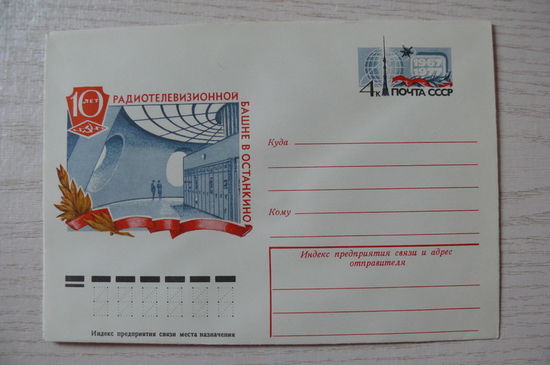 10
ЛЕТ
РАДИОТЕЛЕВИЗИОННОЙ
БАШНЕ В ОСТАНКИНО
1967
1977
4к ПОЧТА СССР
Куда
Кому
Индекс предприятия связи и адрес
отправителя
Индекс предприятия связи места назначения